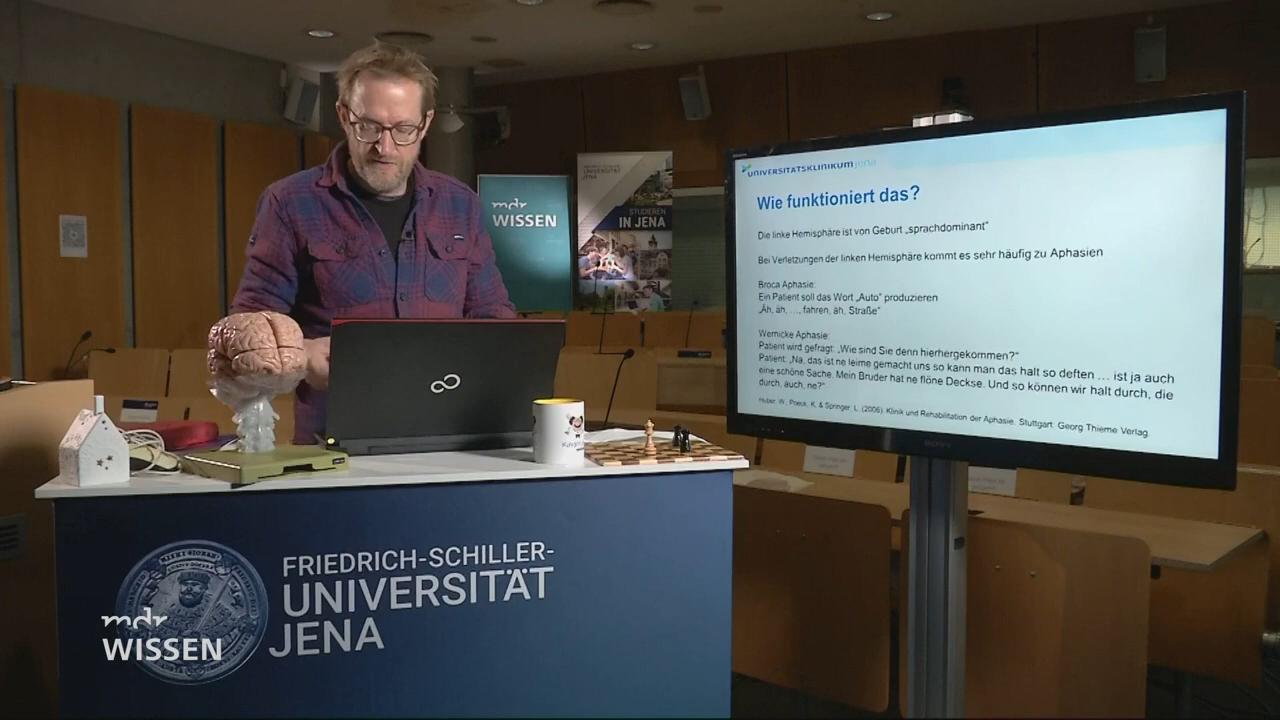 mdr
WISSEN
FRIEDRICH-SCHILLER-
UNIVERSITÄT
JENA
STUDIEREN
IN JENA
UNIVERSITÄTSKLINIKUM jena
Wie funktioniert das?
Die linke Hemisphäre ist von Geburt „sprachdominant“
Bei Verletzungen der linken Hemisphäre kommt es sehr häufig zu Aphasien
Broca Aphasie:
Ein Patient soll das Wort „Auto“ produzieren
„Äh, äh, …, fahren, äh, Straße“
Wernicke Aphasie:
Patient wird gefragt: „Wie sind Sie denn hierhergekommen?“
Patient: „Na, das ist ne leime gemacht uns so kann man das halt so deften … ist ja auch
eine schöne Sache. Mein Bruder hat ne flöne Deckse. Und so können wir halt durch, die
durch, auch, ne?“
Huber, W., Poeck, K. & Springer, L. (2006). Klinik und Rehabilitation der Aphasie. Stuttgart: Georg Thieme Verlag.
SONY
FRIEDRICH-SCHILLER-
UNIVERSITÄT
JENA
mdr
WISSEN